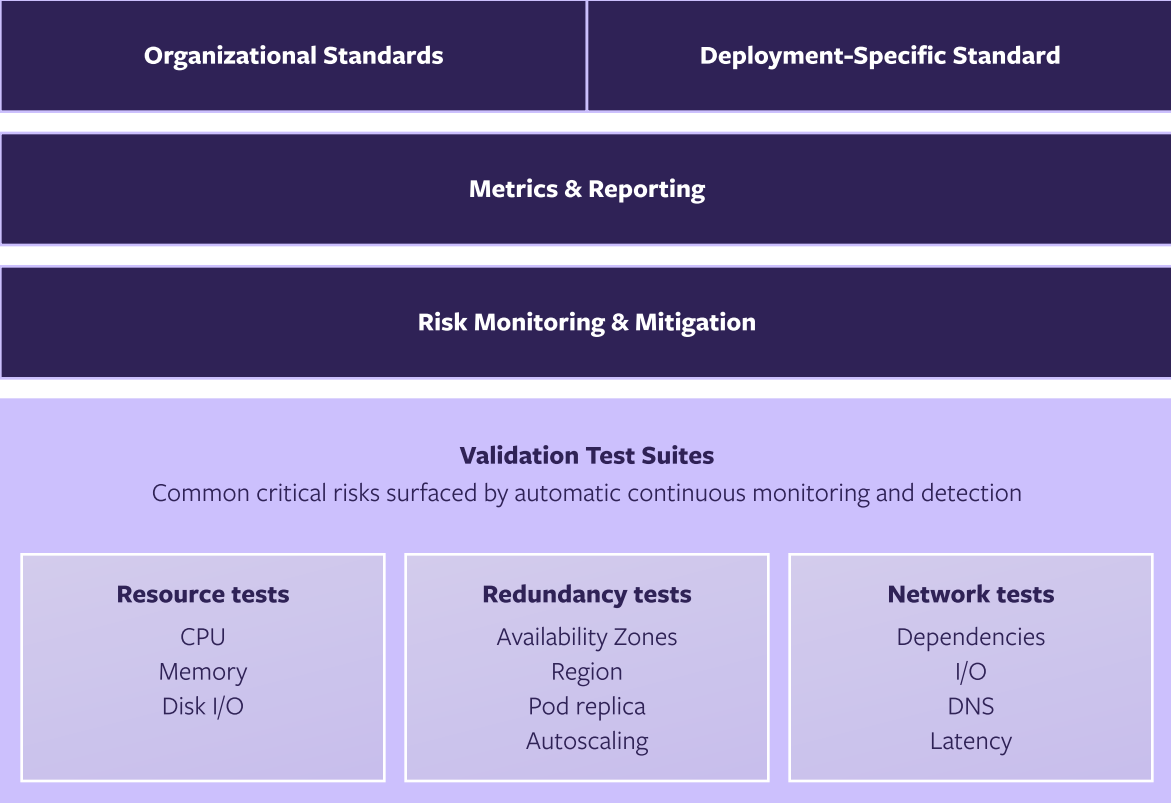 Organizational Standards
Deployment-Specific Standard
Metrics & Reporting
Risk Monitoring & Mitigation
Validation Test Suites
Common critical risks surfaced by automatic continuous monitoring and detection
Resource tests
CPU
Memory
Disk I/O
Redundancy tests
Availability Zones
Region
Pod replica
Autoscaling
Network tests
Dependencies
I/O
DNS
Latency